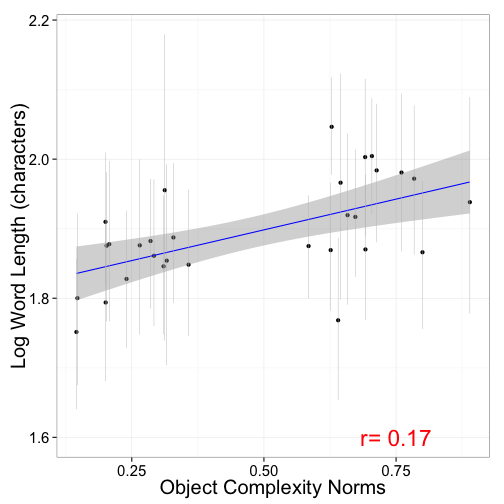 Log Word Length (characters)
2.2
2.0
1.8
1.6
r= 0.17
0.25 0.50 0.75
Object Complexity Norms